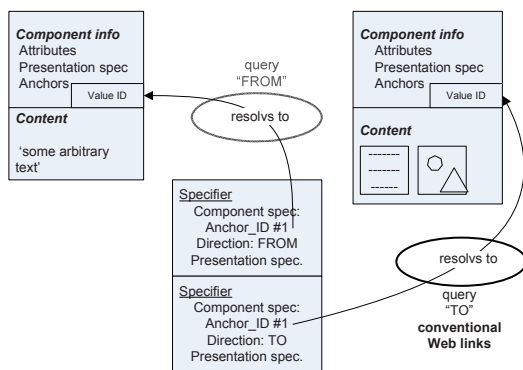 Component info
Attributes
Presentation spec
Anchors
Value ID
Content
‘some arbitrary
text’
query
“FROM”
resolvs to
Component info
Attributes
Presentation spec
Anchors
Value ID
Content
Specifier
Component spec:
Anchor_ID #1
Direction: FROM
Presentation spec.
Specifier
Component spec:
Anchor_ID #1
Direction: TO
Presentation spec.
resolvs to
query
“TO”
conventional
Web links